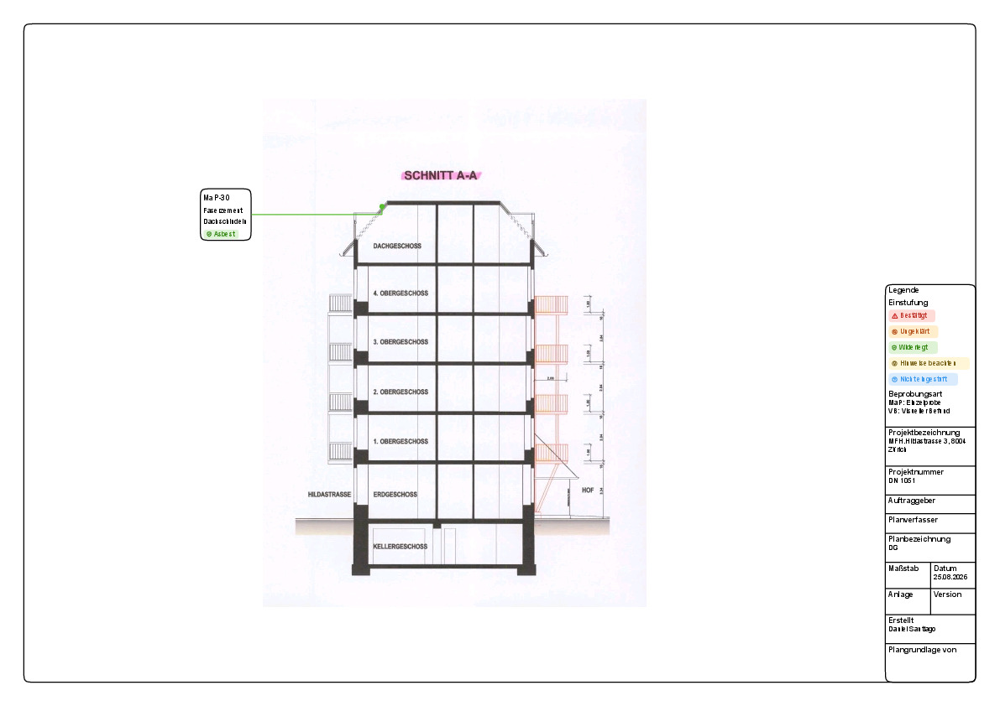 SCHNITT A-A
MaP-30
Faserzement
Dachschindeln
Asbest
DACHGESCHOSS
4. OBERGESCHOSS
3. OBERGESCHOSS
2. OBERGESCHOSS
1. OBERGESCHOSS
HILDASTRASSE
ERDGESCHOSS
HOF
KELLERGESCHOSS
2.00
Legende
Einstufung
Bestätigt
Ungeklärt
Widerlegt
Hinweise beachten
Nicht eingestuft
Beprobungsart
MaP: Einzelprobe
VB: Visueller Befund
Projektbezeichnung
MFH.Hildastrasse 3, 8004
Zürich
Projektnummer
DN 1051
Auftraggeber
Planverfasser
Planbezeichnung
DG
Maßstab
Datum
25.08.2026
Anlage
Version
Erstellt
Daniel Santiago
Plangrundlage von